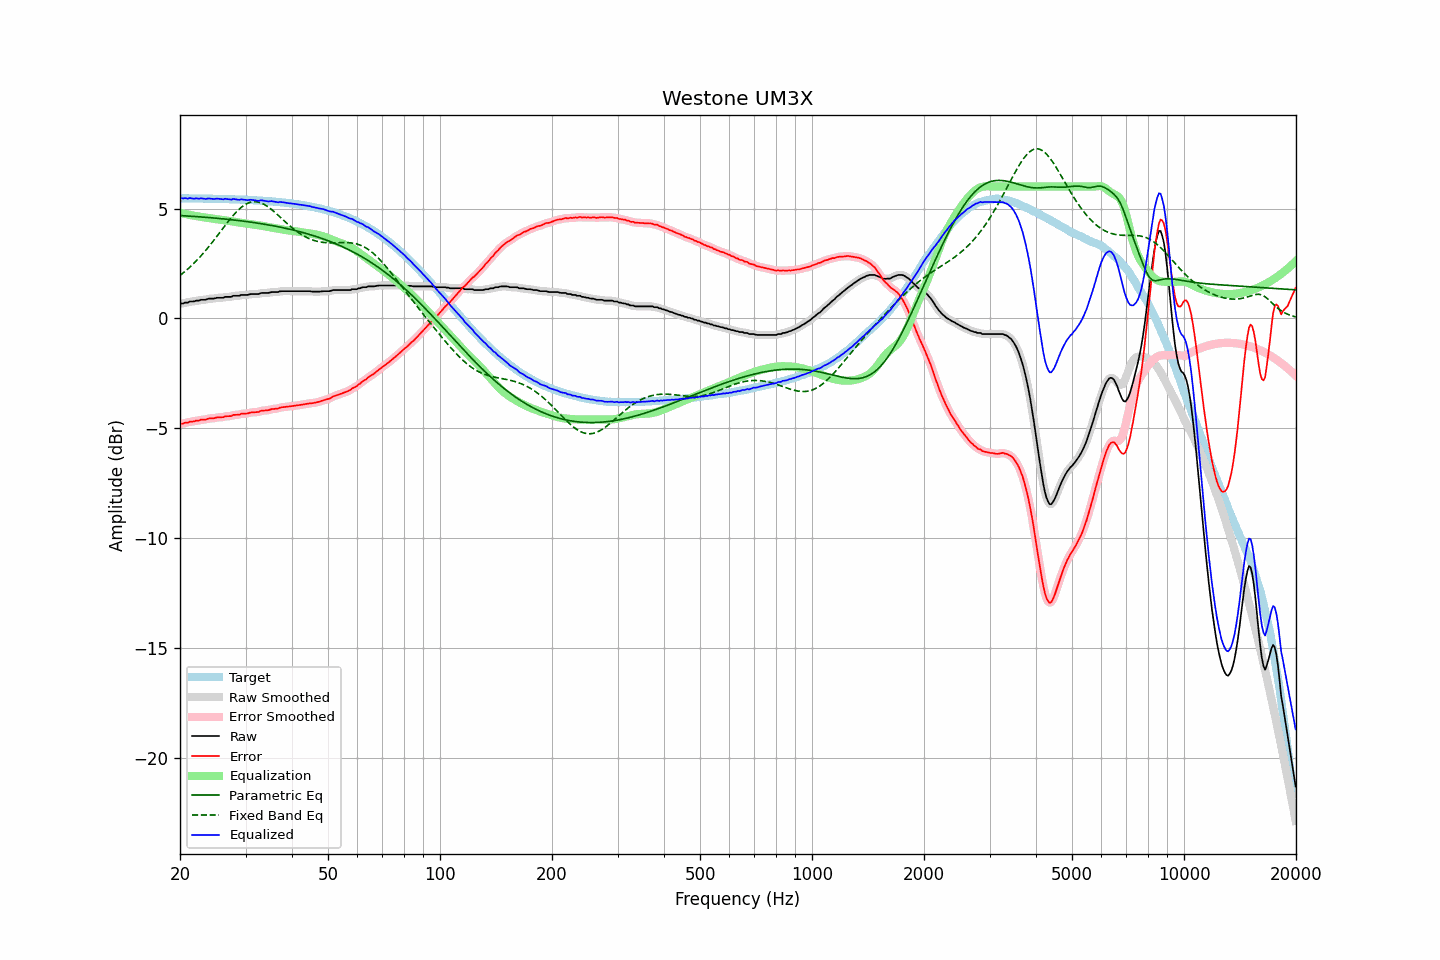 Westone UM3X
Amplitude (dBr)
5
0
−5
−10
−15
−20
Target
Raw Smoothed
Error Smoothed
Raw
Error
Equalization
Parametric Eq
Fixed Band Eq
Equalized
20 50 100 200 500 1000 2000 5000 10000 20000
Frequency (Hz)